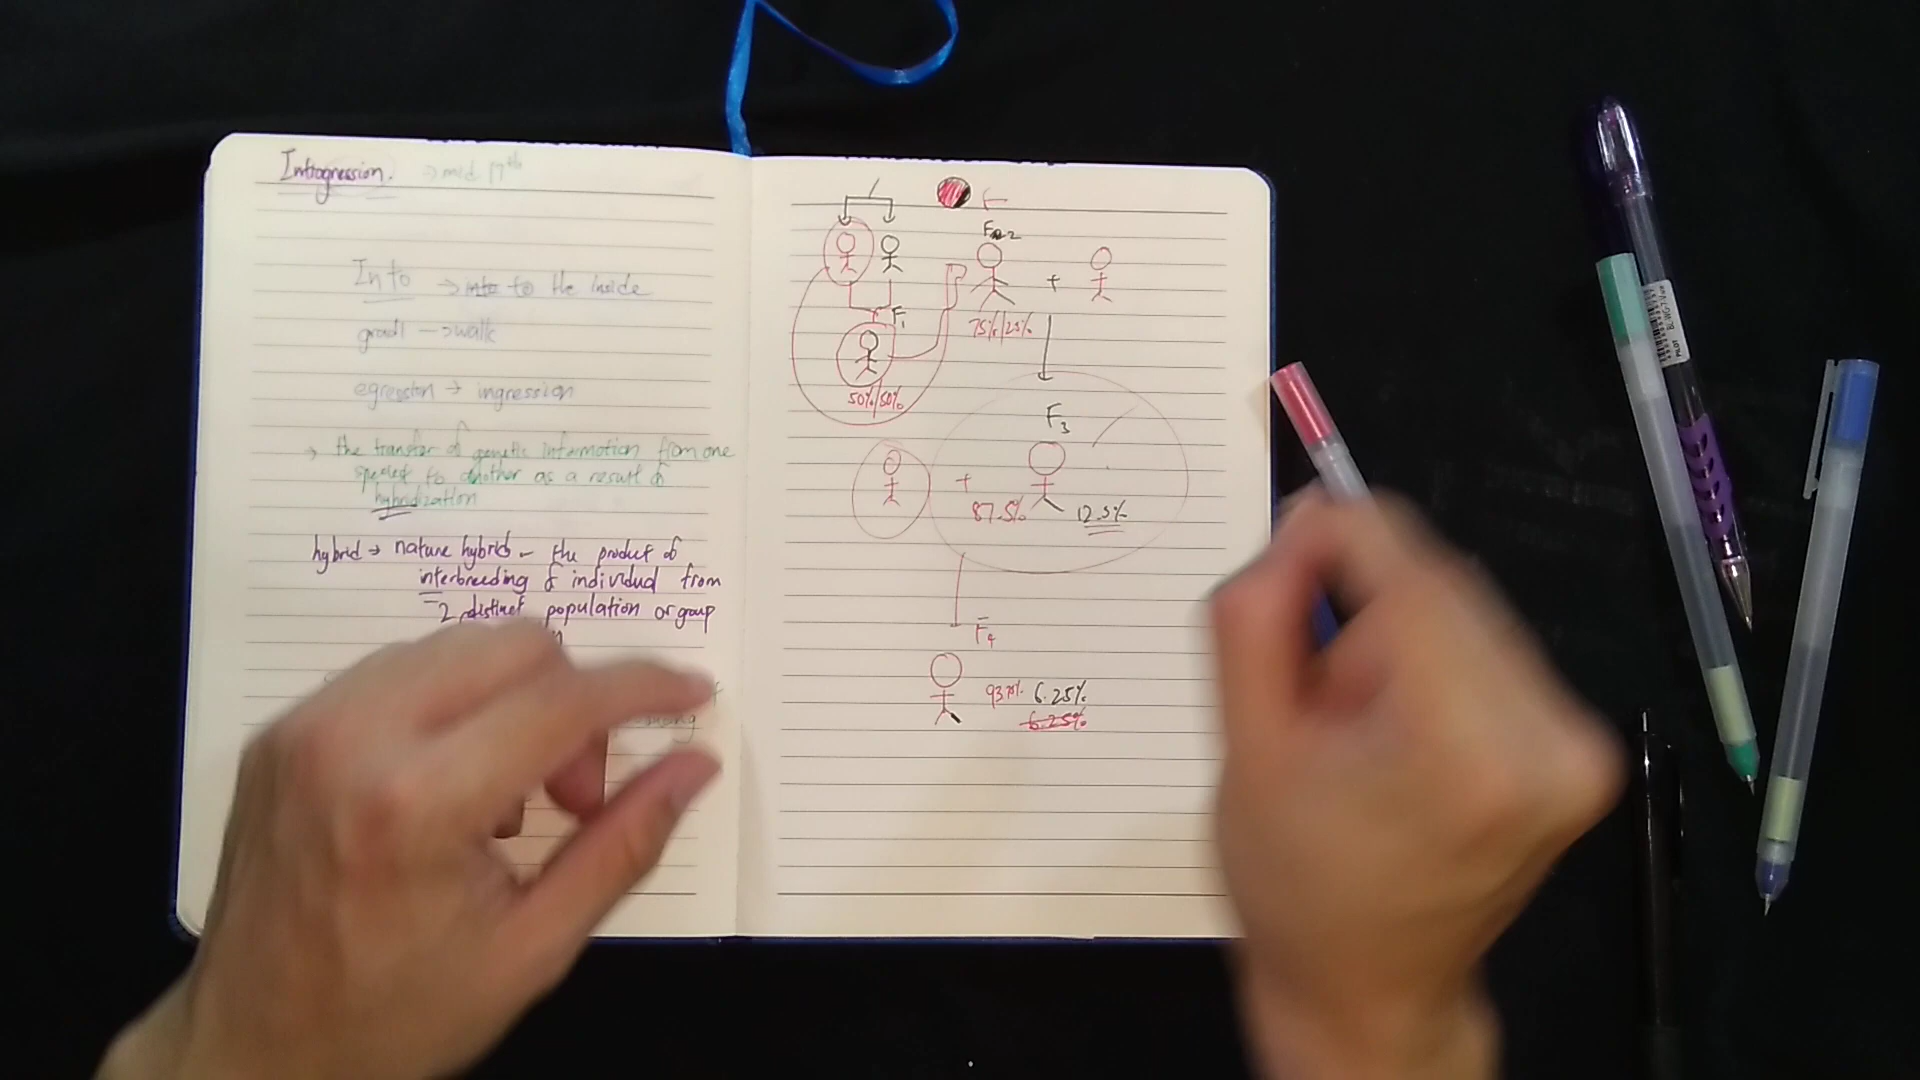 Introgression. → mid 17th
Into → into to the inside
gradi → walk
egression → ingression
→ the transfer of genetic information from one
species to another as a result of
hybridization
hybrid → nature hybrid - the product of
interbreeding of individual from
2 distinct population or group
F2
+
F1
75%/25%
50%/50%
F3
+
87.5% 12.5%
F4
93.75% 6.25%
6.25%
PILOT